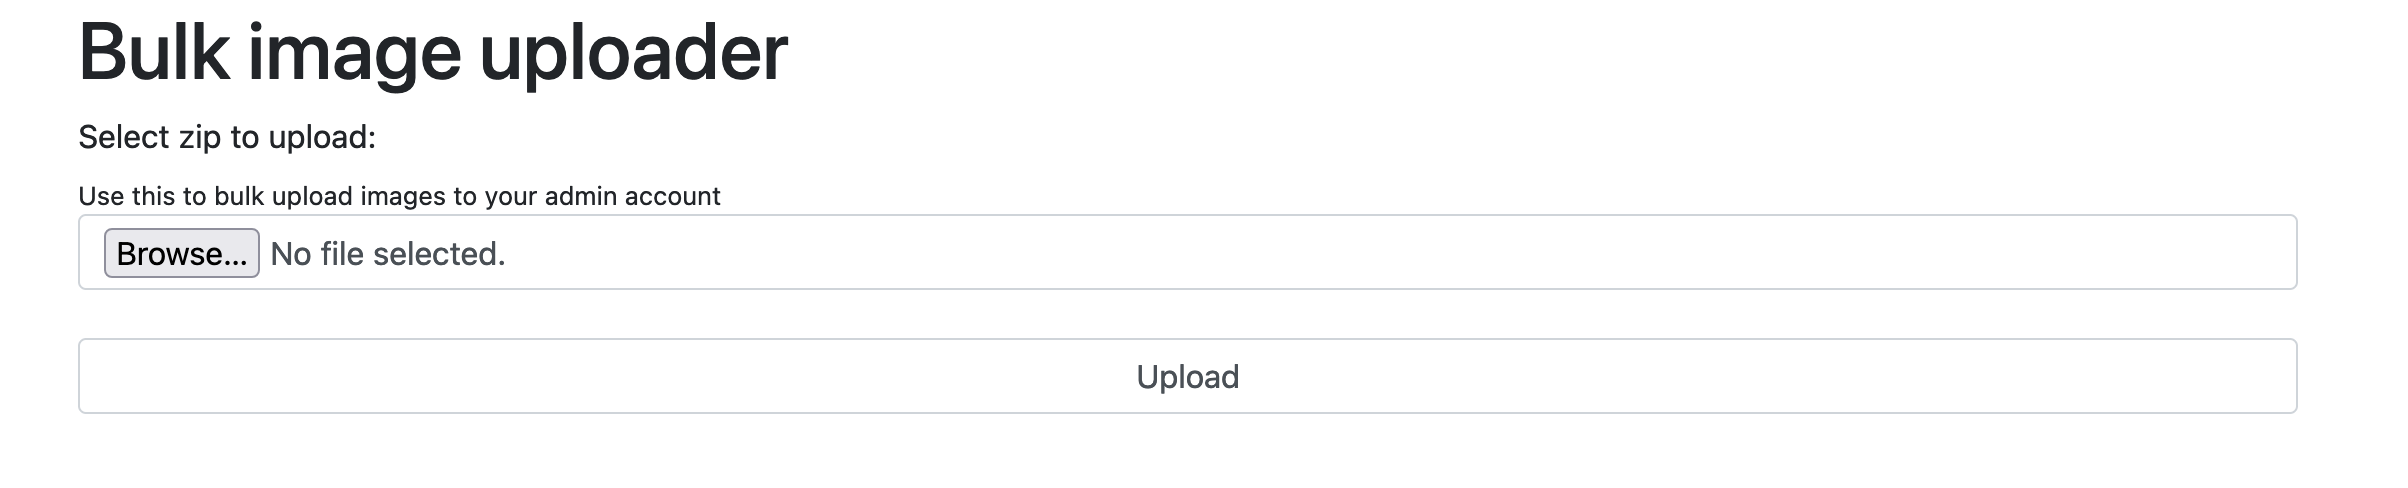 Bulk image uploader
Select zip to upload:
Use this to bulk upload images to your admin account
Browse... No file selected.
Upload